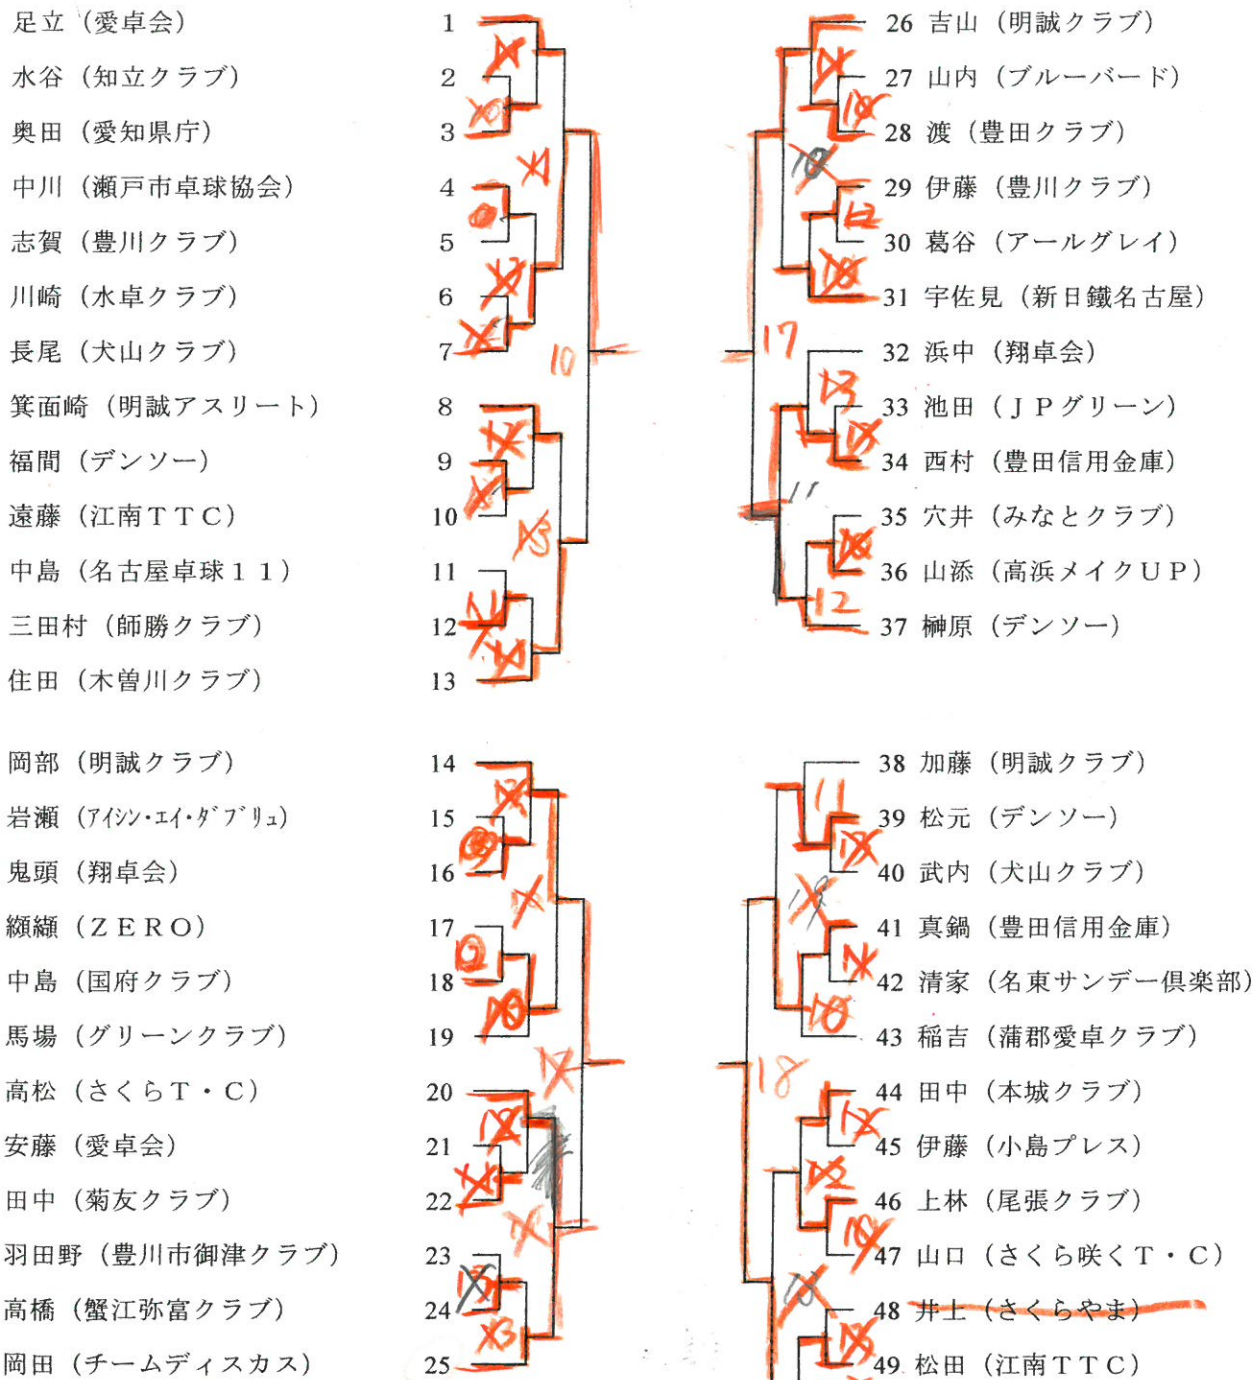 足立（愛卓会） 1
水谷（知立クラブ） 2
奥田（愛知県庁） 3
中川（瀬戸市卓球協会） 4
志賀（豊川クラブ） 5
川崎（水卓クラブ） 6
長尾（犬山クラブ） 7
箕面崎（明誠アスリート） 8
福間（デンソー） 9
遠藤（江南ＴＴＣ） 10
中島（名古屋卓球１１） 11
三田村（師勝クラブ） 12
住田（木曽川クラブ） 13
10
岡部（明誠クラブ） 14
岩瀬（ｱｲｼﾝ・ｴｲ・ﾀﾞﾌﾞﾘｭ） 15
鬼頭（翔卓会） 16
纐纈（ＺＥＲＯ） 17
中島（国府クラブ） 18
馬場（グリーンクラブ） 19
高松（さくらＴ・Ｃ） 20
安藤（愛卓会） 21
田中（菊友クラブ） 22
羽田野（豊川市御津クラブ） 23
高橋（蟹江弥富クラブ） 24
岡田（チームディスカス） 25
26 吉山（明誠クラブ）
27 山内（ブルーバード）
28 渡（豊田クラブ）
29 伊藤（豊川クラブ）
30 葛谷（アールグレイ）
31 宇佐見（新日鐵名古屋）
17
32 浜中（翔卓会）
33 池田（ＪＰグリーン）
34 西村（豊田信用金庫）
11
35 穴井（みなとクラブ）
36 山添（高浜メイクＵＰ）
12
37 榊原（デンソー）
38 加藤（明誠クラブ）
11
39 松元（デンソー）
40 武内（犬山クラブ）
41 真鍋（豊田信用金庫）
42 清家（名東サンデー倶楽部）
43 稲吉（蒲郡愛卓クラブ）
18
44 田中（本城クラブ）
45 伊藤（小島プレス）
46 上林（尾張クラブ）
47 山口（さくら咲くＴ・Ｃ）
48 井土（さくらやま）
49 松田（江南ＴＴＣ）